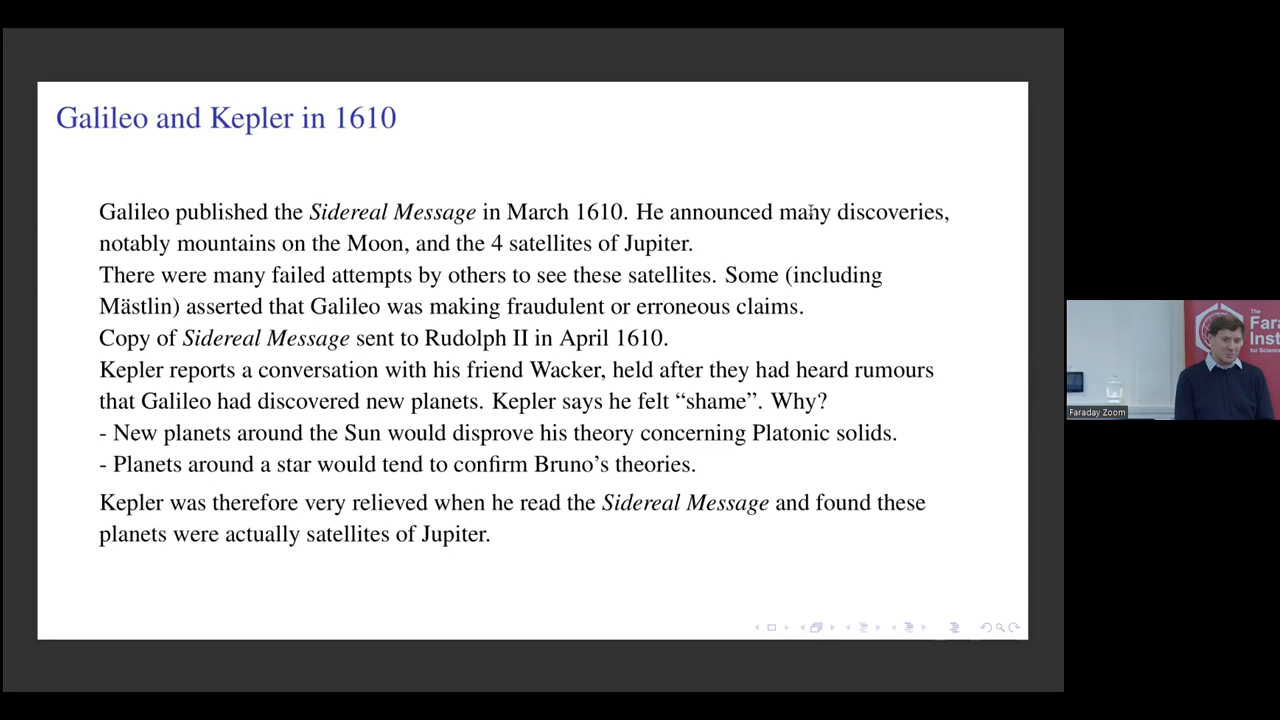 Galileo and Kepler in 1610
Galileo published the Sidereal Message in March 1610. He announced many discoveries,
notably mountains on the Moon, and the 4 satellites of Jupiter.
There were many failed attempts by others to see these satellites. Some (including
Mästlin) asserted that Galileo was making fraudulent or erroneous claims.
Copy of Sidereal Message sent to Rudolph II in April 1610.
Kepler reports a conversation with his friend Wacker, held after they had heard rumours
that Galileo had discovered new planets. Kepler says he felt “shame”. Why?
- New planets around the Sun would disprove his theory concerning Platonic solids.
- Planets around a star would tend to confirm Bruno’s theories.
Kepler was therefore very relieved when he read the Sidereal Message and found these
planets were actually satellites of Jupiter.
The
Fara
Inst
for Science
Faraday Zoom